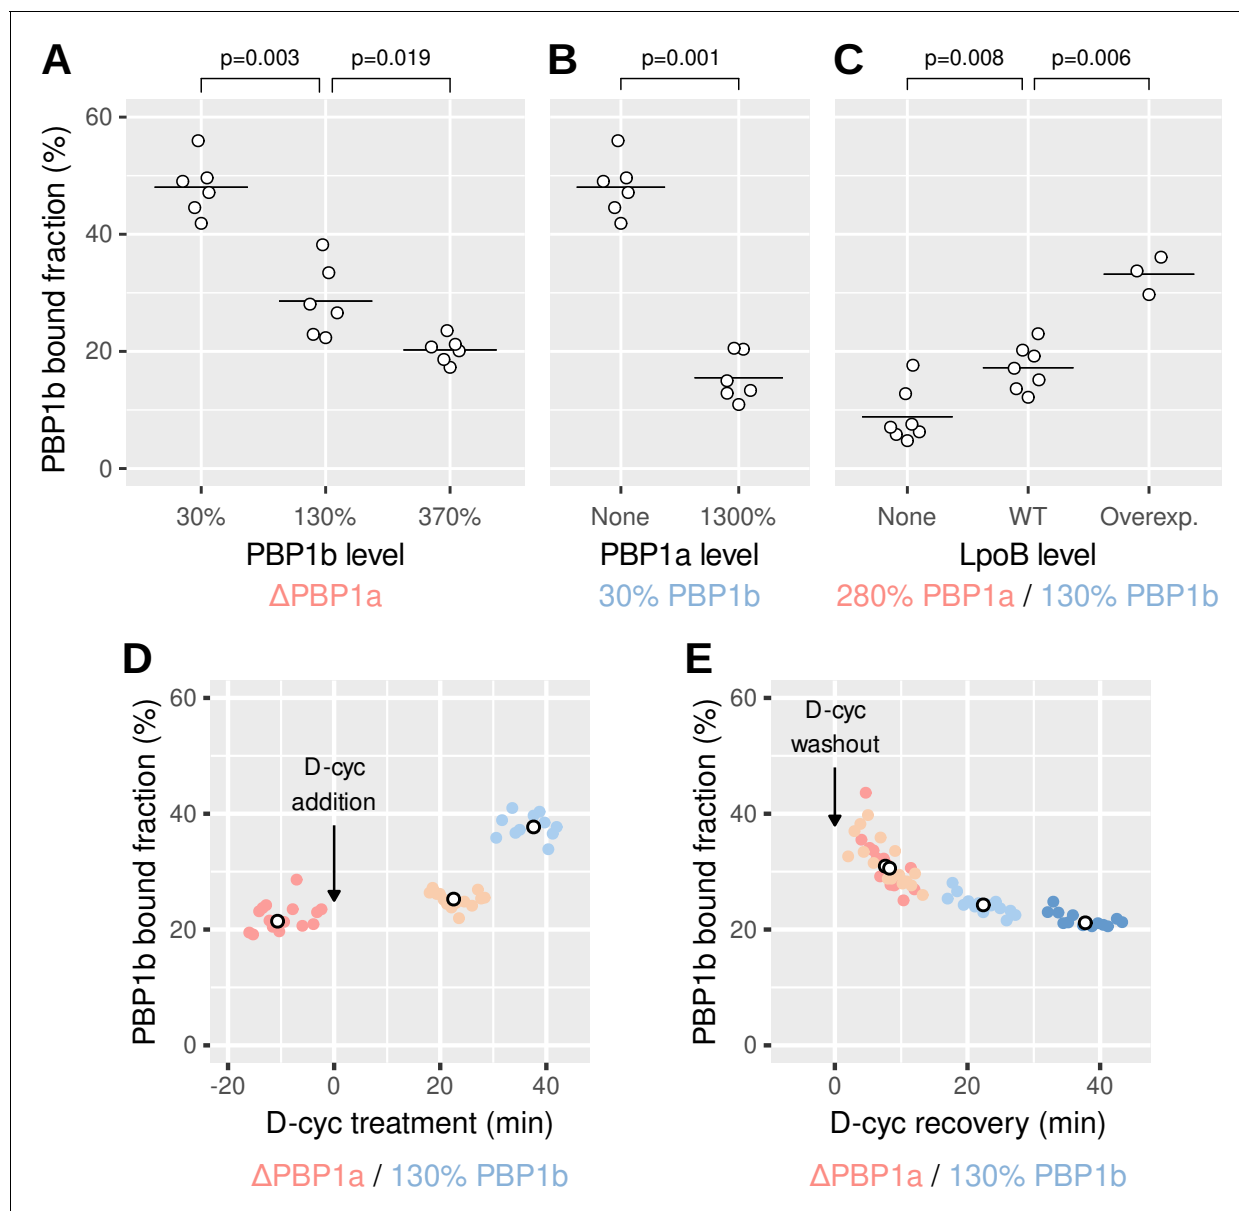 A
p=0.003
p=0.019
PBP1b bound fraction (%)
60
40
20
0
30%
130%
370%
PBP1b level
ΔPBP1a
B
p=0.001
None
1300%
PBP1a level
30% PBP1b
C
p=0.008
p=0.006
None
WT
Overexp.
LpoB level
280% PBP1a / 130% PBP1b
D
PBP1b bound fraction (%)
60
40
20
0
D-cyc
addition
-20
0
20
40
D-cyc treatment (min)
ΔPBP1a / 130% PBP1b
E
PBP1b bound fraction (%)
60
40
20
0
D-cyc
washout
0
20
40
D-cyc recovery (min)
ΔPBP1a / 130% PBP1b